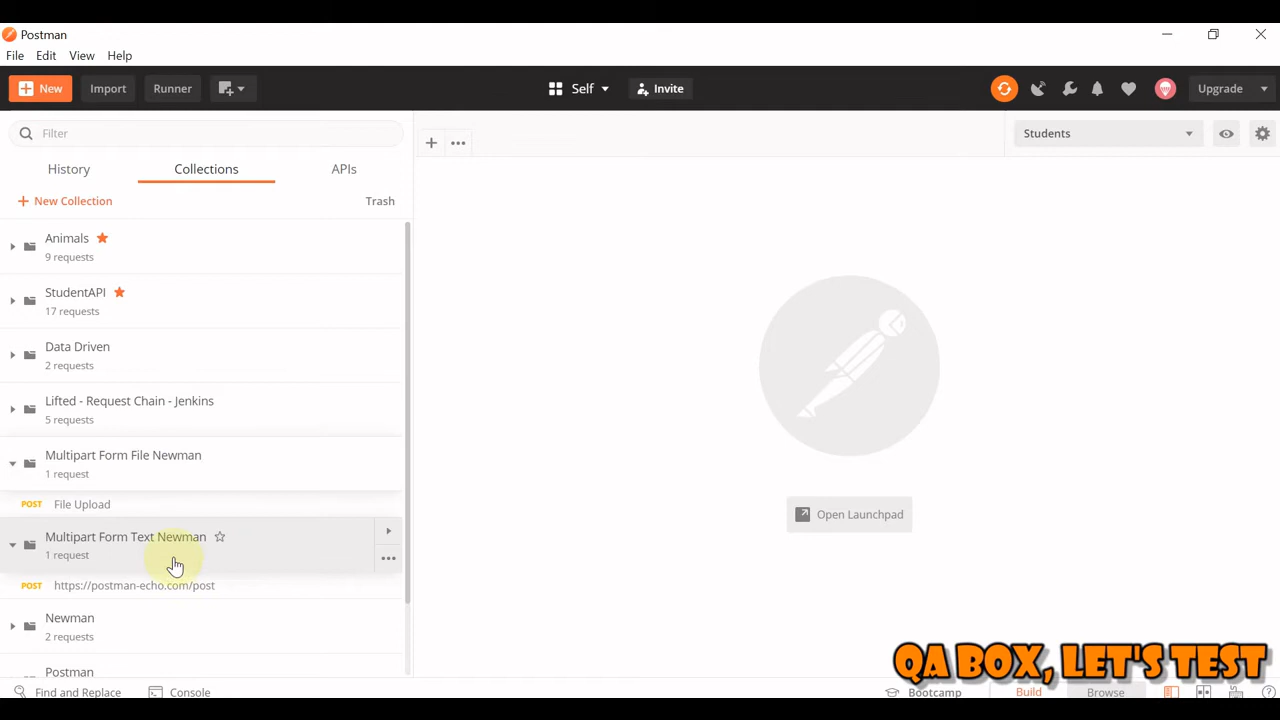 Postman
File Edit View Help
New Import Runner Self Invite Upgrade
Filter
Students
History Collections APIs
New Collection Trash
Animals
9 requests
StudentAPI
17 requests
Data Driven
2 requests
Lifted - Request Chain - Jenkins
5 requests
Multipart Form File Newman
1 request
POST File Upload
Open Launchpad
Multipart Form Text Newman
1 request
POST https://postman-echo.com/post
Newman
2 requests
Postman
QA BOX, LET'S TEST
Find and Replace Console Bootcamp Build Browse